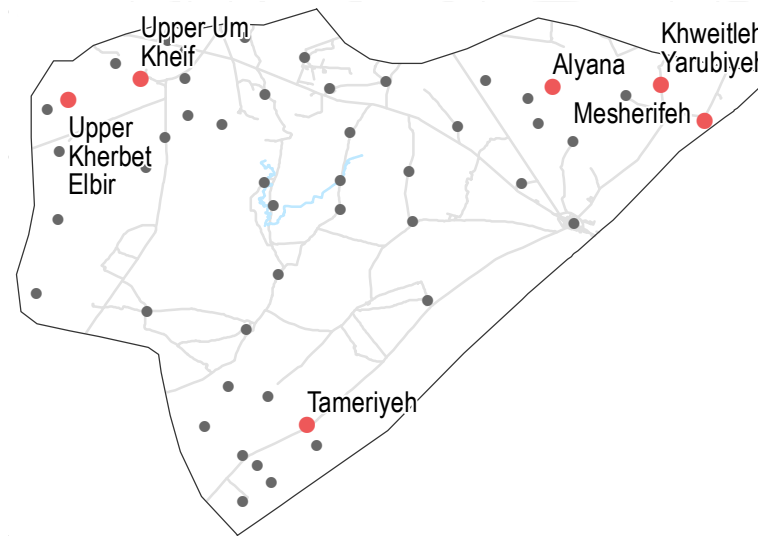 Upper Um
Kheif
Upper
Kherbet
Elbir
Alyana
Khweitleh
Yarubiyeh
Mesherifeh
Tameriyeh